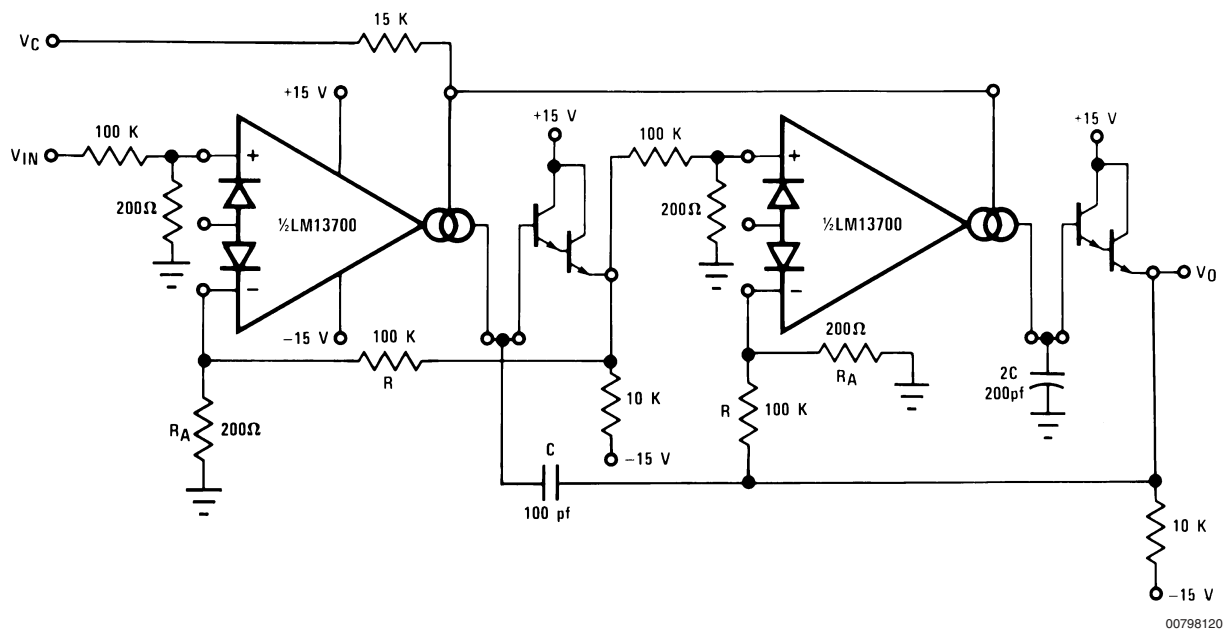 VC
15 K
+15 V
+15 V
+15 V
100 K
100 K
VIN
+
+
200Ω
½LM13700
200Ω
½LM13700
−
−
VO
−15 V
100 K
R
200Ω
RA
2C
200pf
R
100 K
10 K
RA
200Ω
−15 V
C
100 pf
10 K
−15 V
00798120